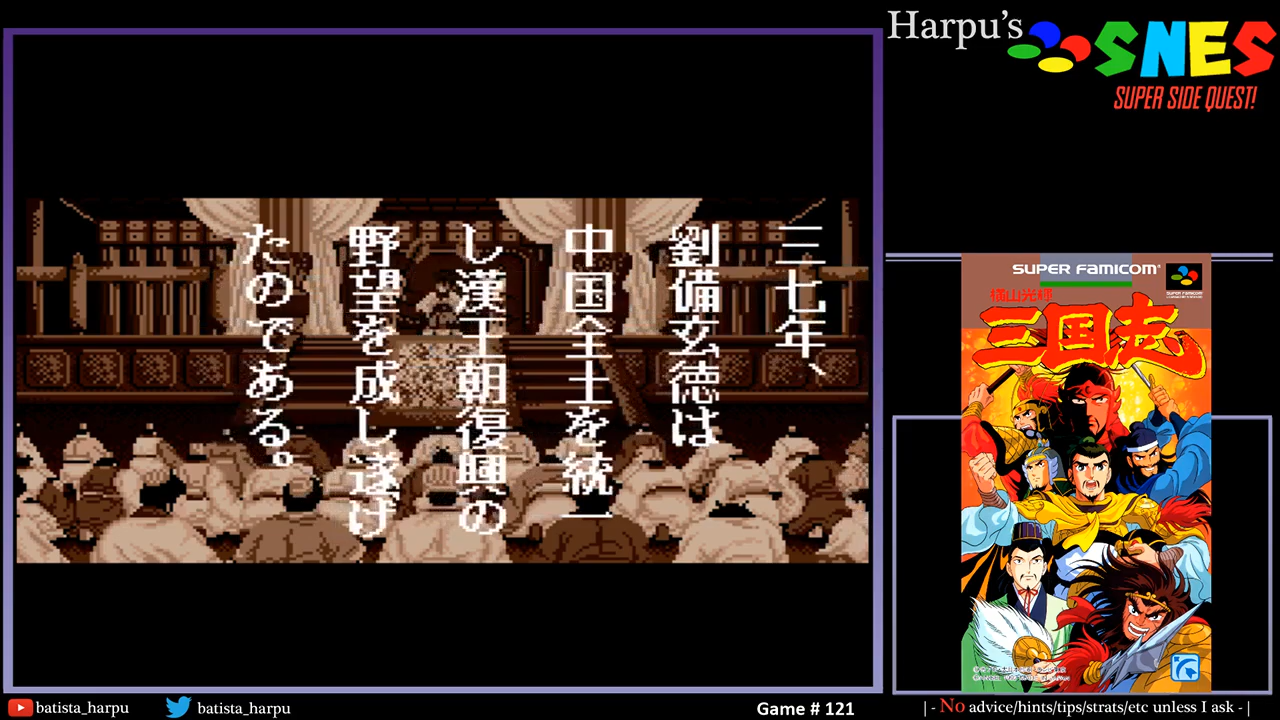 Harpu's
SNES
SUPER SIDE QUEST!
三七年、
劉備玄徳は
中国全土を統一
し漢王朝復興の
野望を成し遂げ
たのである。
SUPER FAMICOM
横山光輝
三国志
batista_harpu
batista_harpu
Game # 121
| - No advice/hints/tips/strats/etc unless I ask - |